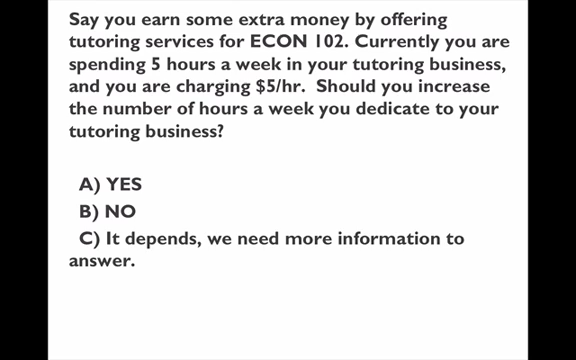 Say you earn some extra money by offering
tutoring services for ECON 102. Currently you are
spending 5 hours a week in your tutoring business,
and you are charging $5/hr. Should you increase
the number of hours a week you dedicate to your
tutoring business?
A) YES
B) NO
C) It depends, we need more information to
answer.